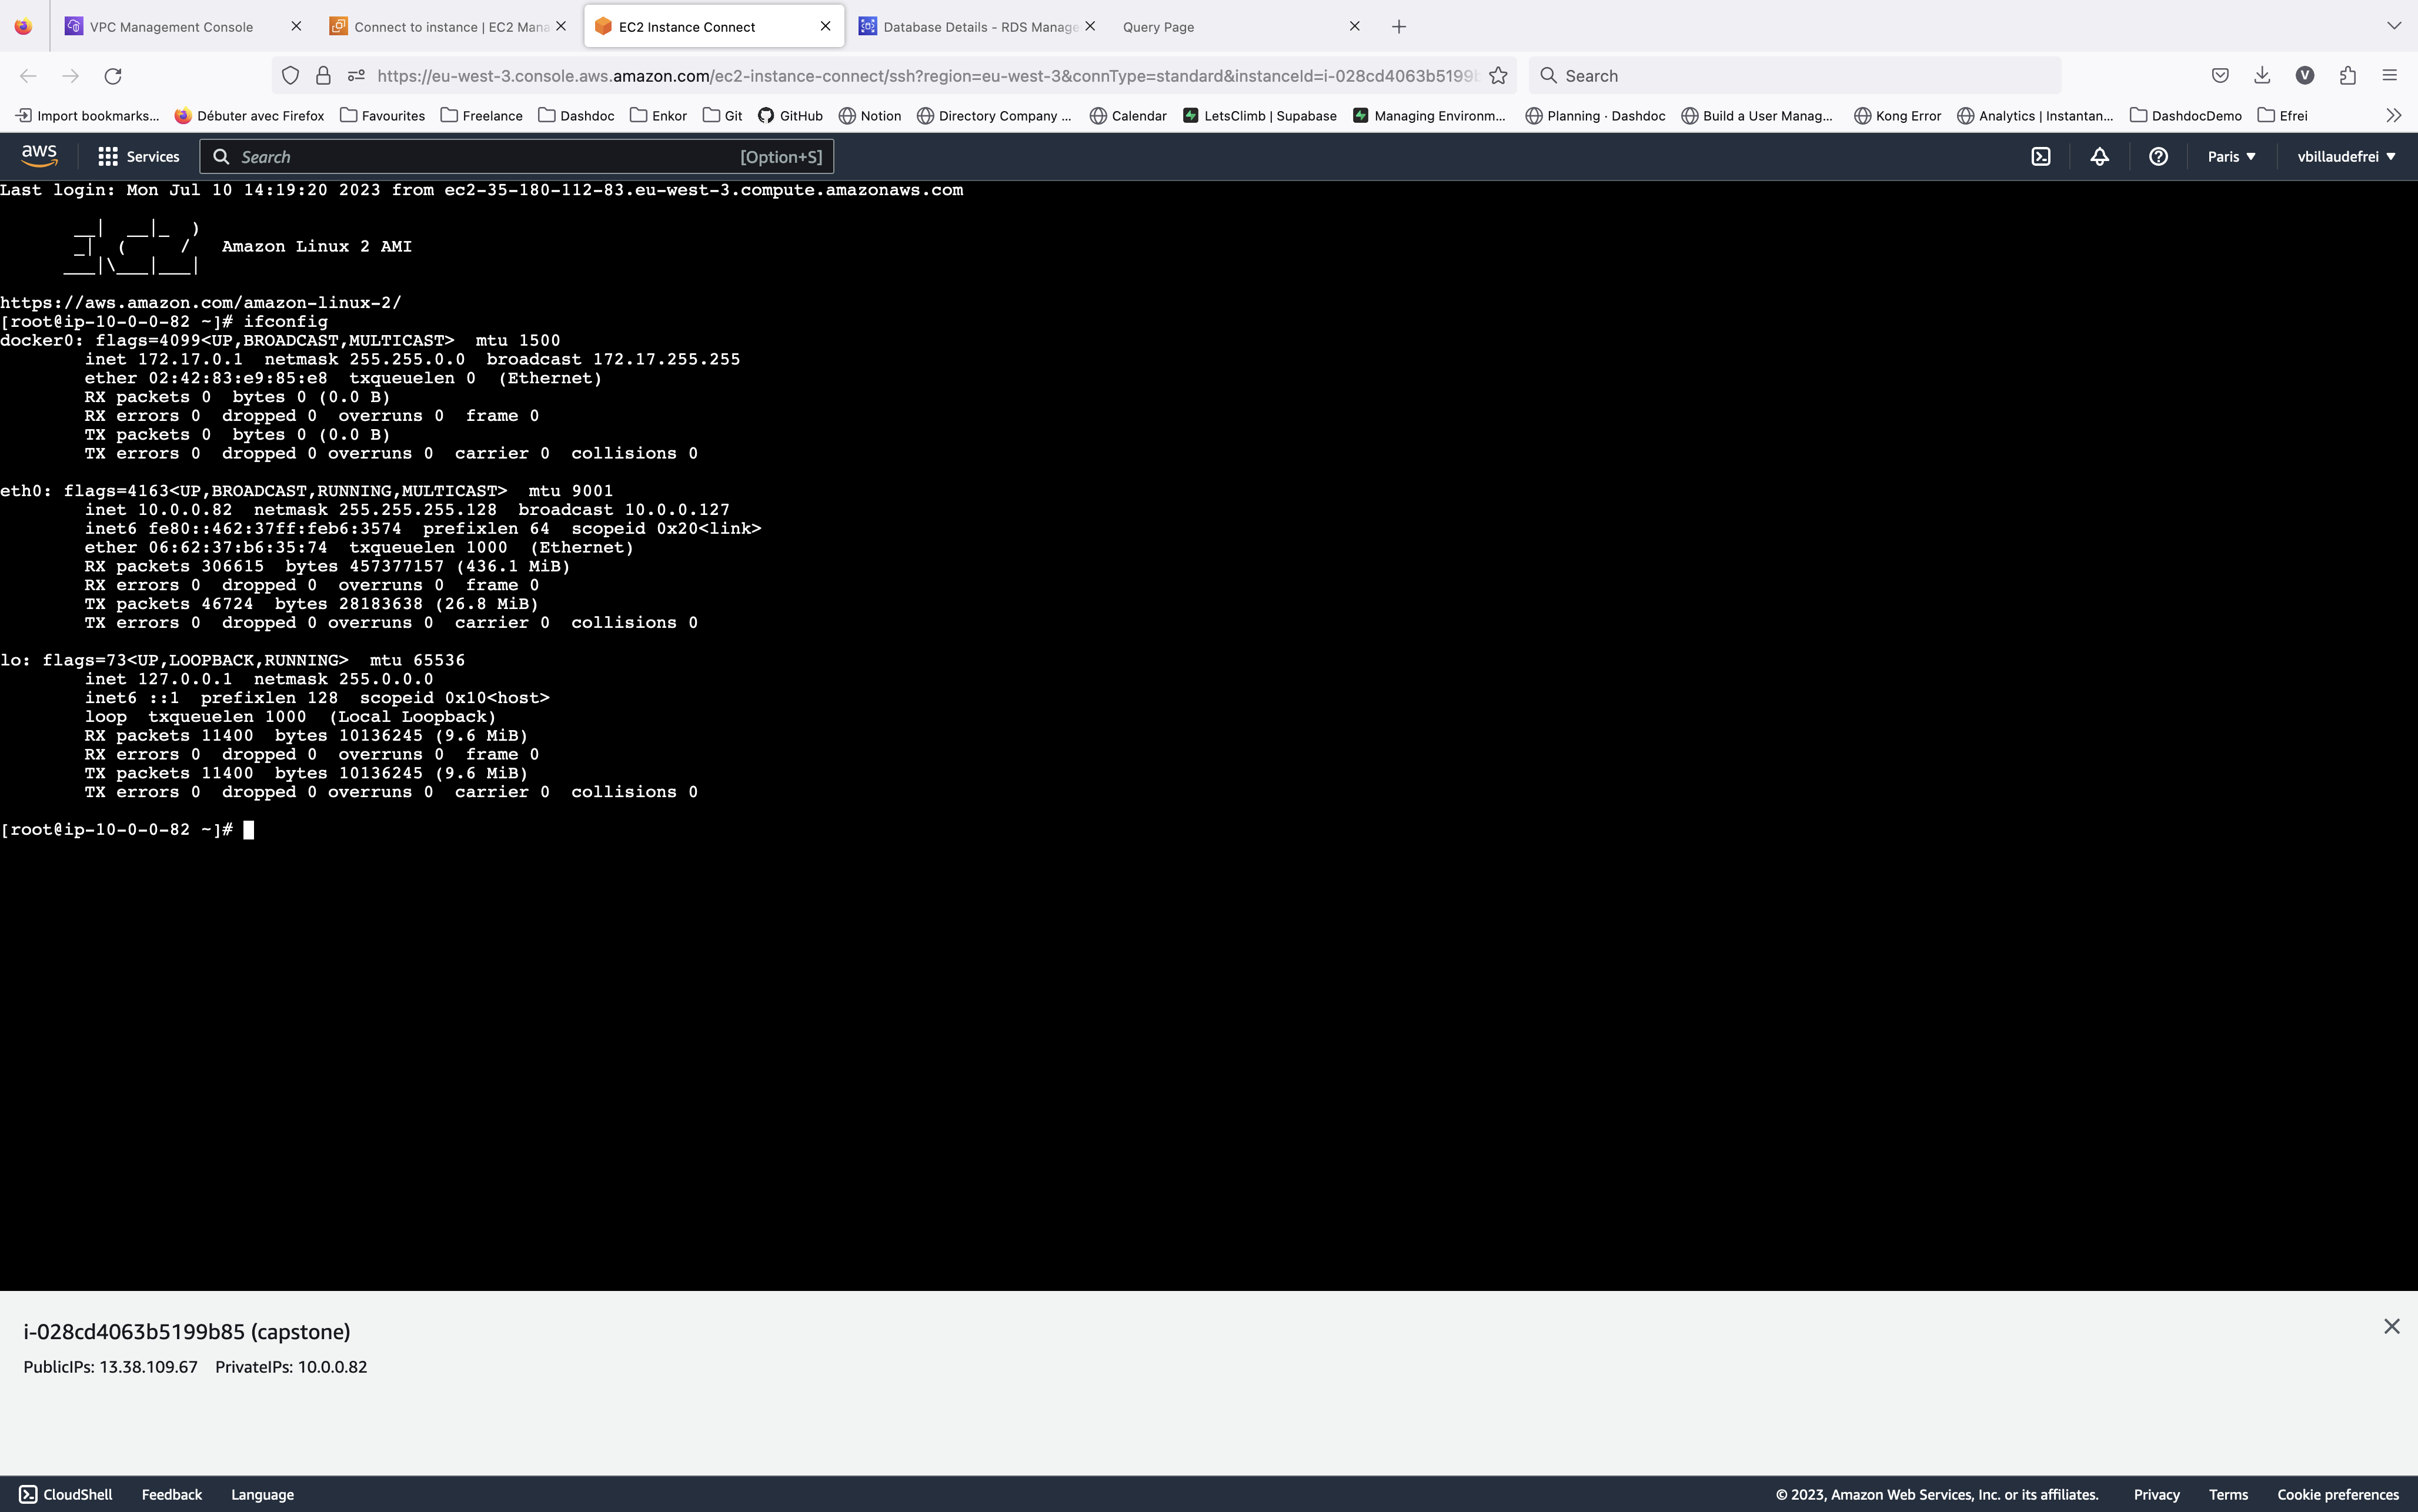 VPC Management Console
Connect to instance | EC2 Mana
EC2 Instance Connect
Database Details - RDS Manage
Query Page
https://eu-west-3.console.aws.amazon.com/ec2-instance-connect/ssh?region=eu-west-3&connType=standard&instanceId=i-028cd4063b5199b
Search
V
Import bookmarks...
Débuter avec Firefox
Favourites
Freelance
Dashdoc
Enkor
Git
GitHub
Notion
Directory Company ...
Calendar
LetsClimb | Supabase
Managing Environm...
Planning · Dashdoc
Build a User Manag...
Kong Error
Analytics | Instantan...
DashdocDemo
Efrei
aws
Services
Search
[Option+S]
Paris
vbillaudefrei
Last login: Mon Jul 10 14:19:20 2023 from ec2-35-180-112-83.eu-west-3.compute.amazonaws.com
       __|  __|_  )
       _|  (     /   Amazon Linux 2 AMI
      ___|\___|___|
https://aws.amazon.com/amazon-linux-2/
[root@ip-10-0-0-82 ~]# ifconfig
docker0: flags=4099<UP,BROADCAST,MULTICAST>  mtu 1500
        inet 172.17.0.1  netmask 255.255.0.0  broadcast 172.17.255.255
        ether 02:42:83:e9:85:e8  txqueuelen 0  (Ethernet)
        RX packets 0  bytes 0 (0.0 B)
        RX errors 0  dropped 0  overruns 0  frame 0
        TX packets 0  bytes 0 (0.0 B)
        TX errors 0  dropped 0 overruns 0  carrier 0  collisions 0
eth0: flags=4163<UP,BROADCAST,RUNNING,MULTICAST>  mtu 9001
        inet 10.0.0.82  netmask 255.255.255.128  broadcast 10.0.0.127
        inet6 fe80::462:37ff:feb6:3574  prefixlen 64  scopeid 0x20<link>
        ether 06:62:37:b6:35:74  txqueuelen 1000  (Ethernet)
        RX packets 306615  bytes 457377157 (436.1 MiB)
        RX errors 0  dropped 0  overruns 0  frame 0
        TX packets 46724  bytes 28183638 (26.8 MiB)
        TX errors 0  dropped 0 overruns 0  carrier 0  collisions 0
lo: flags=73<UP,LOOPBACK,RUNNING>  mtu 65536
        inet 127.0.0.1  netmask 255.0.0.0
        inet6 ::1  prefixlen 128  scopeid 0x10<host>
        loop  txqueuelen 1000  (Local Loopback)
        RX packets 11400  bytes 10136245 (9.6 MiB)
        RX errors 0  dropped 0  overruns 0  frame 0
        TX packets 11400  bytes 10136245 (9.6 MiB)
        TX errors 0  dropped 0 overruns 0  carrier 0  collisions 0
[root@ip-10-0-0-82 ~]#
i-028cd4063b5199b85 (capstone)
PublicIPs: 13.38.109.67    PrivateIPs: 10.0.0.82
CloudShell
Feedback
Language
© 2023, Amazon Web Services, Inc. or its affiliates.
Privacy
Terms
Cookie preferences